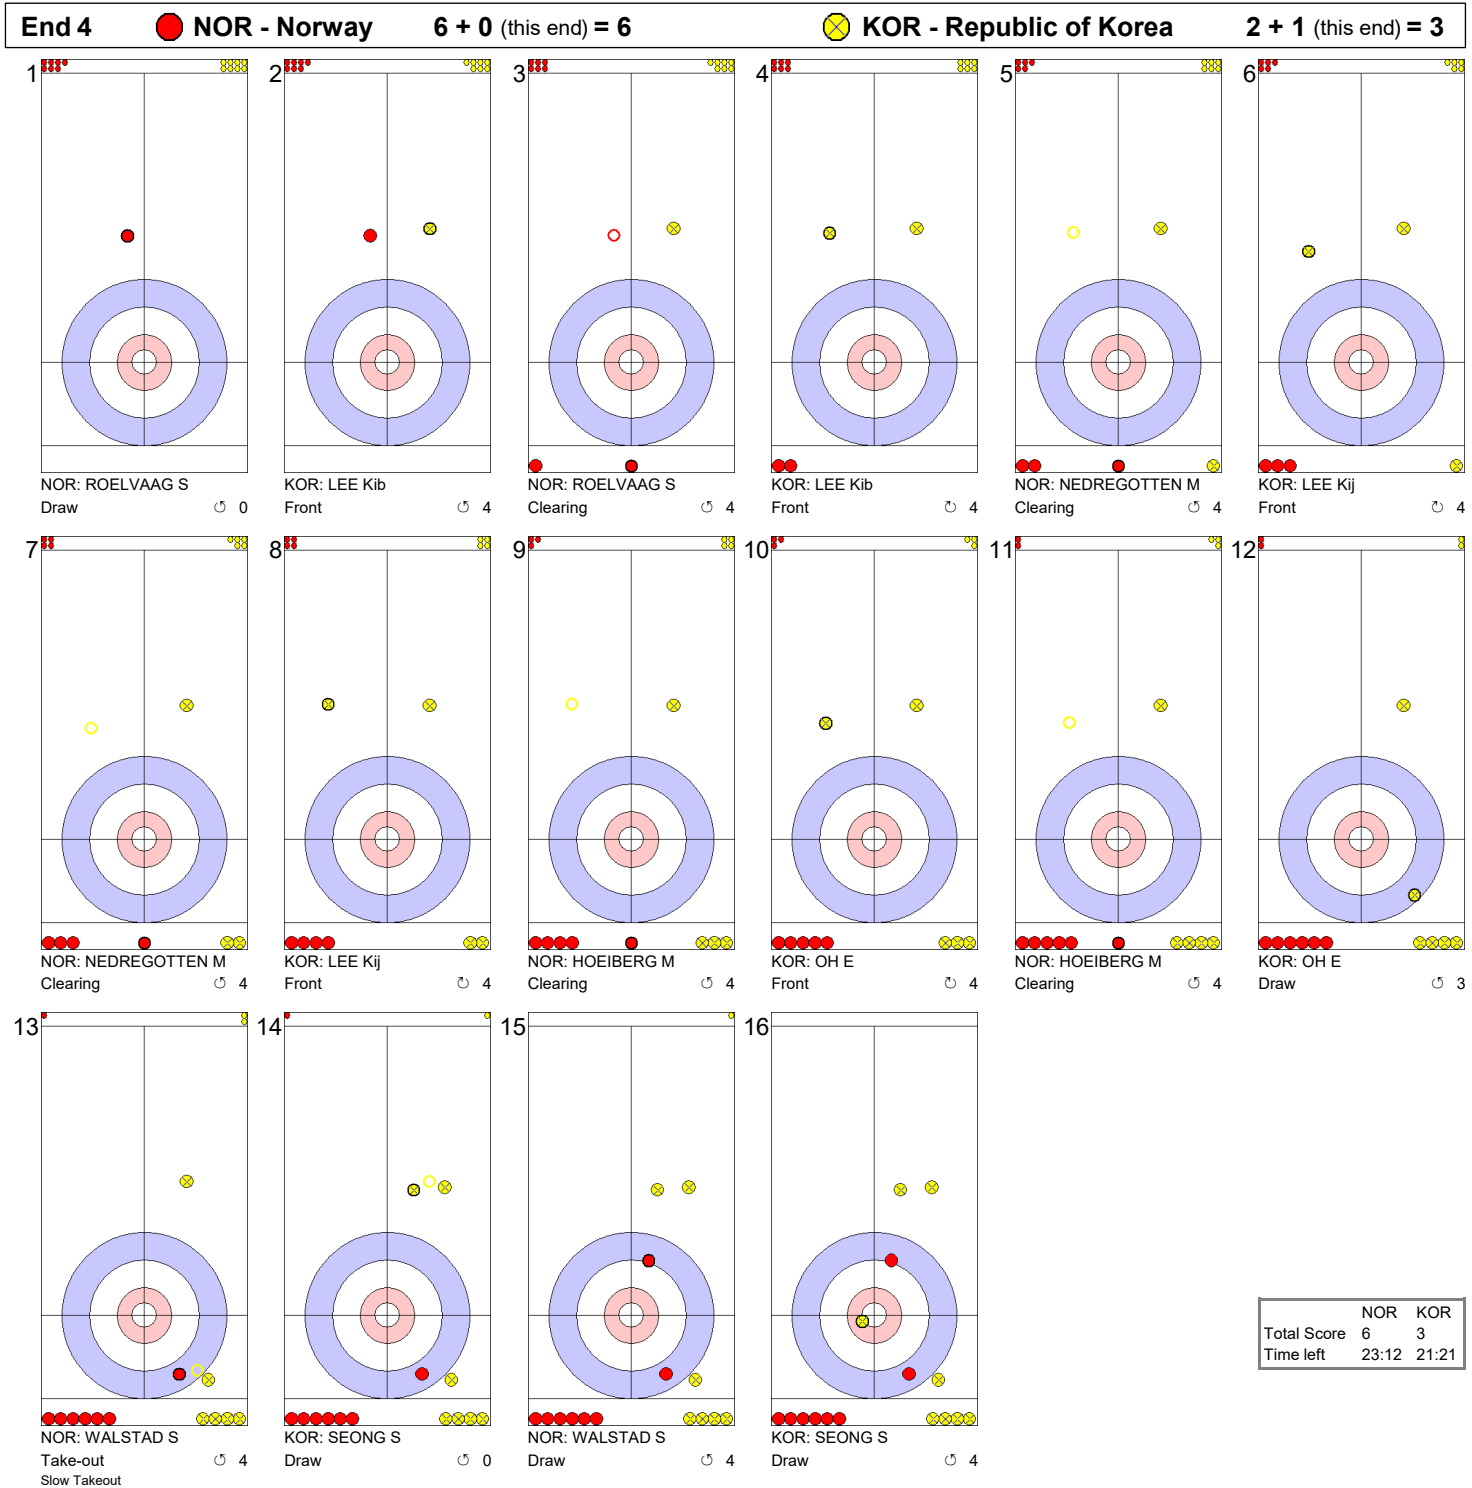 End 4 NOR - Norway 6 + 0 (this end) = 6 KOR - Republic of Korea 2 + 1 (this end) = 3
1 2 3 4 5 6
NOR: ROELVAAG S KOR: LEE Kib NOR: ROELVAAG S KOR: LEE Kib NOR: NEDREGOTTEN M KOR: LEE Kij
Draw ↺ 0 Front ↺ 4 Clearing ↺ 4 Front ↻ 4 Clearing ↺ 4 Front ↻ 4
7 8 9 10 11 12
NOR: NEDREGOTTEN M KOR: LEE Kij NOR: HOEIBERG M KOR: OH E NOR: HOEIBERG M KOR: OH E
Clearing ↺ 4 Front ↻ 4 Clearing ↺ 4 Front ↻ 4 Clearing ↺ 4 Draw ↺ 3
13 14 15 16
NOR: WALSTAD S KOR: SEONG S NOR: WALSTAD S KOR: SEONG S
Take-out ↺ 4 Draw ↺ 0 Draw ↺ 4 Draw ↺ 4
Slow Takeout
NOR KOR
Total Score 6 3
Time left 23:12 21:21